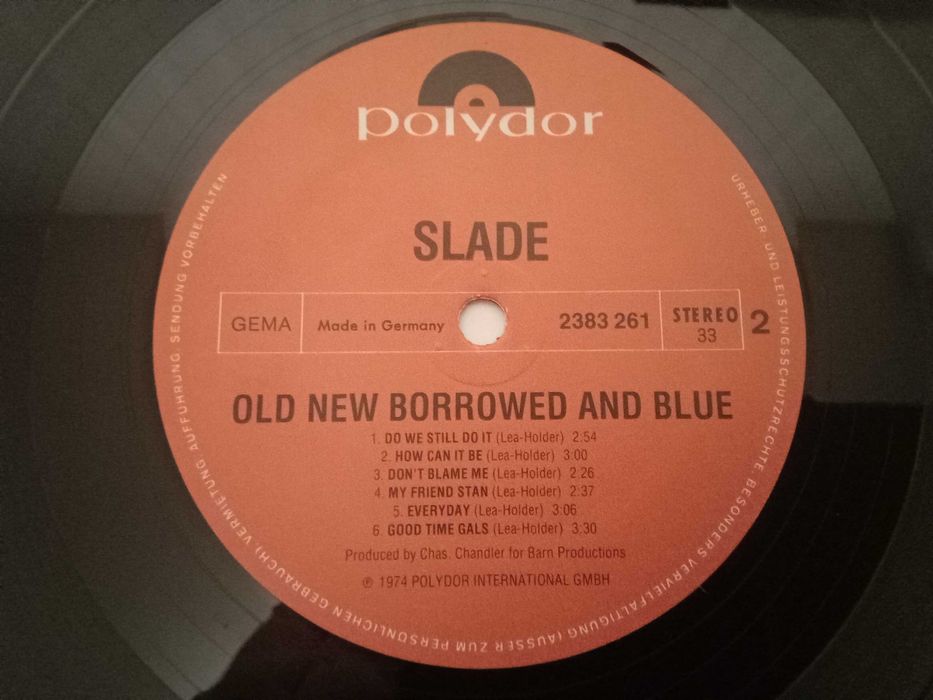 polydor
SLADE
GEMA
Made in Germany
2383 261
STEREO
33
2
OLD NEW BORROWED AND BLUE
1. DO WE STILL DO IT (Lea-Holder) 2:54
2. HOW CAN IT BE (Lea-Holder) 3:00
3. DON'T BLAME ME (Lea-Holder) 2:26
4. MY FRIEND STAN (Lea-Holder) 2:37
5. EVERYDAY (Lea-Holder) 3:06
6. GOOD TIME GALS (Lea-Holder) 3.30
Produced by Chas. Chandler for Barn Productions
℗ 1974 POLYDOR INTERNATIONAL GMBH
URHEBER- UND LEISTUNGSSCHUTZRECHTE, BESONDERS VERVIELFÄLTIGUNG (AUSSER ZUM PERSÖNLICHEN GEBRAUCH), VERMIETUNG, AUFFÜHRUNG, SENDUNG VORBEHALTEN